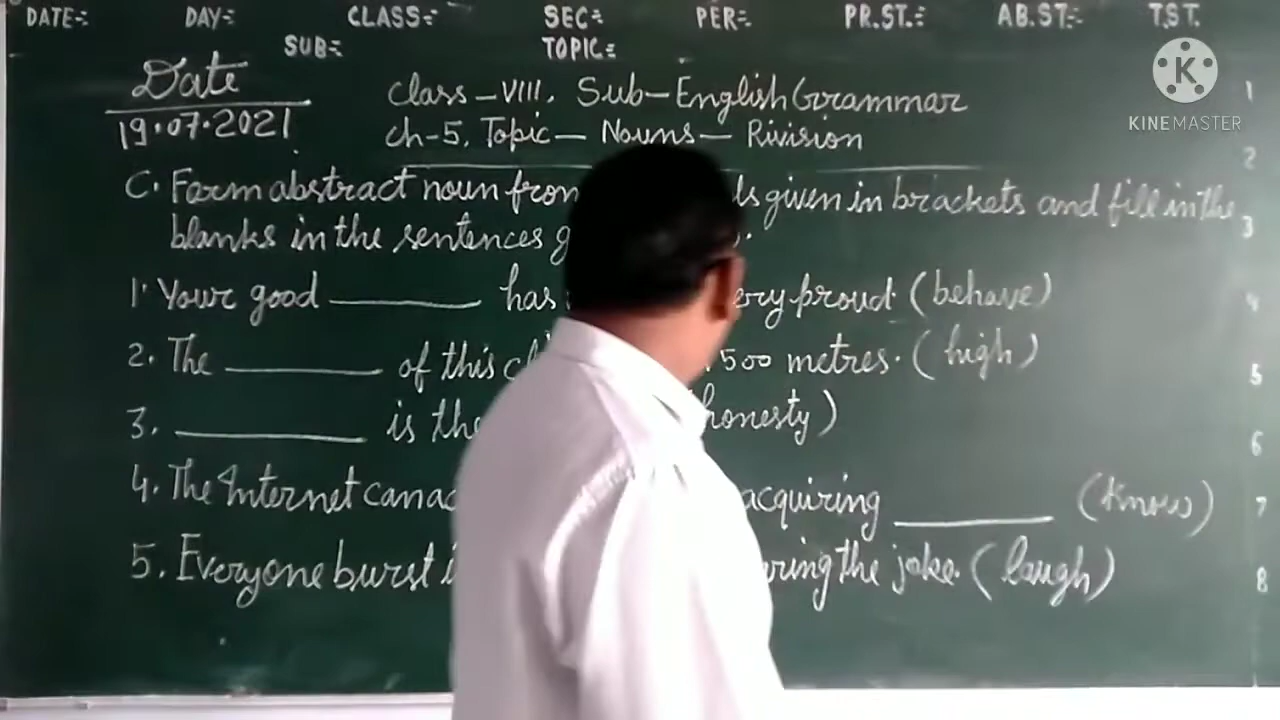 DATE:- DAY:- CLASS:- SEC:- PER:- PR.ST.:- AB.ST:- T.ST.
SUB:- TOPIC:-
KINEMASTER
Date
19.07.2021
Class-VIII. Sub-English Grammar
ch-5. Topic- Nouns- Rivision
C. Form abstract noun from given in brackets and fill in the
blanks in the sentences
1. Your good ________ has proud. (behave)
2. The ________ of this 500 metres. (high)
3. ________ is the (honesty)
4. The Internet acquiring ________ (Know)
5. Everyone burst the joke. (laugh)
1
2
3
4
5
6
7
8